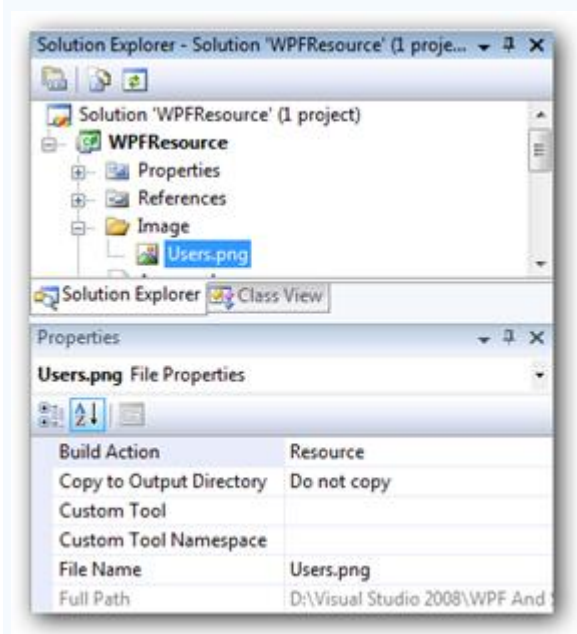 Solution Explorer - Solution 'WPFResource' (1 proje...
Solution 'WPFResource' (1 project)
WPFResource
Properties
References
Image
Users.png
Solution Explorer Class View
Properties
Users.png File Properties
Build Action Resource
Copy to Output Directory Do not copy
Custom Tool
Custom Tool Namespace
File Name Users.png
Full Path D:\Visual Studio 2008\WPF And